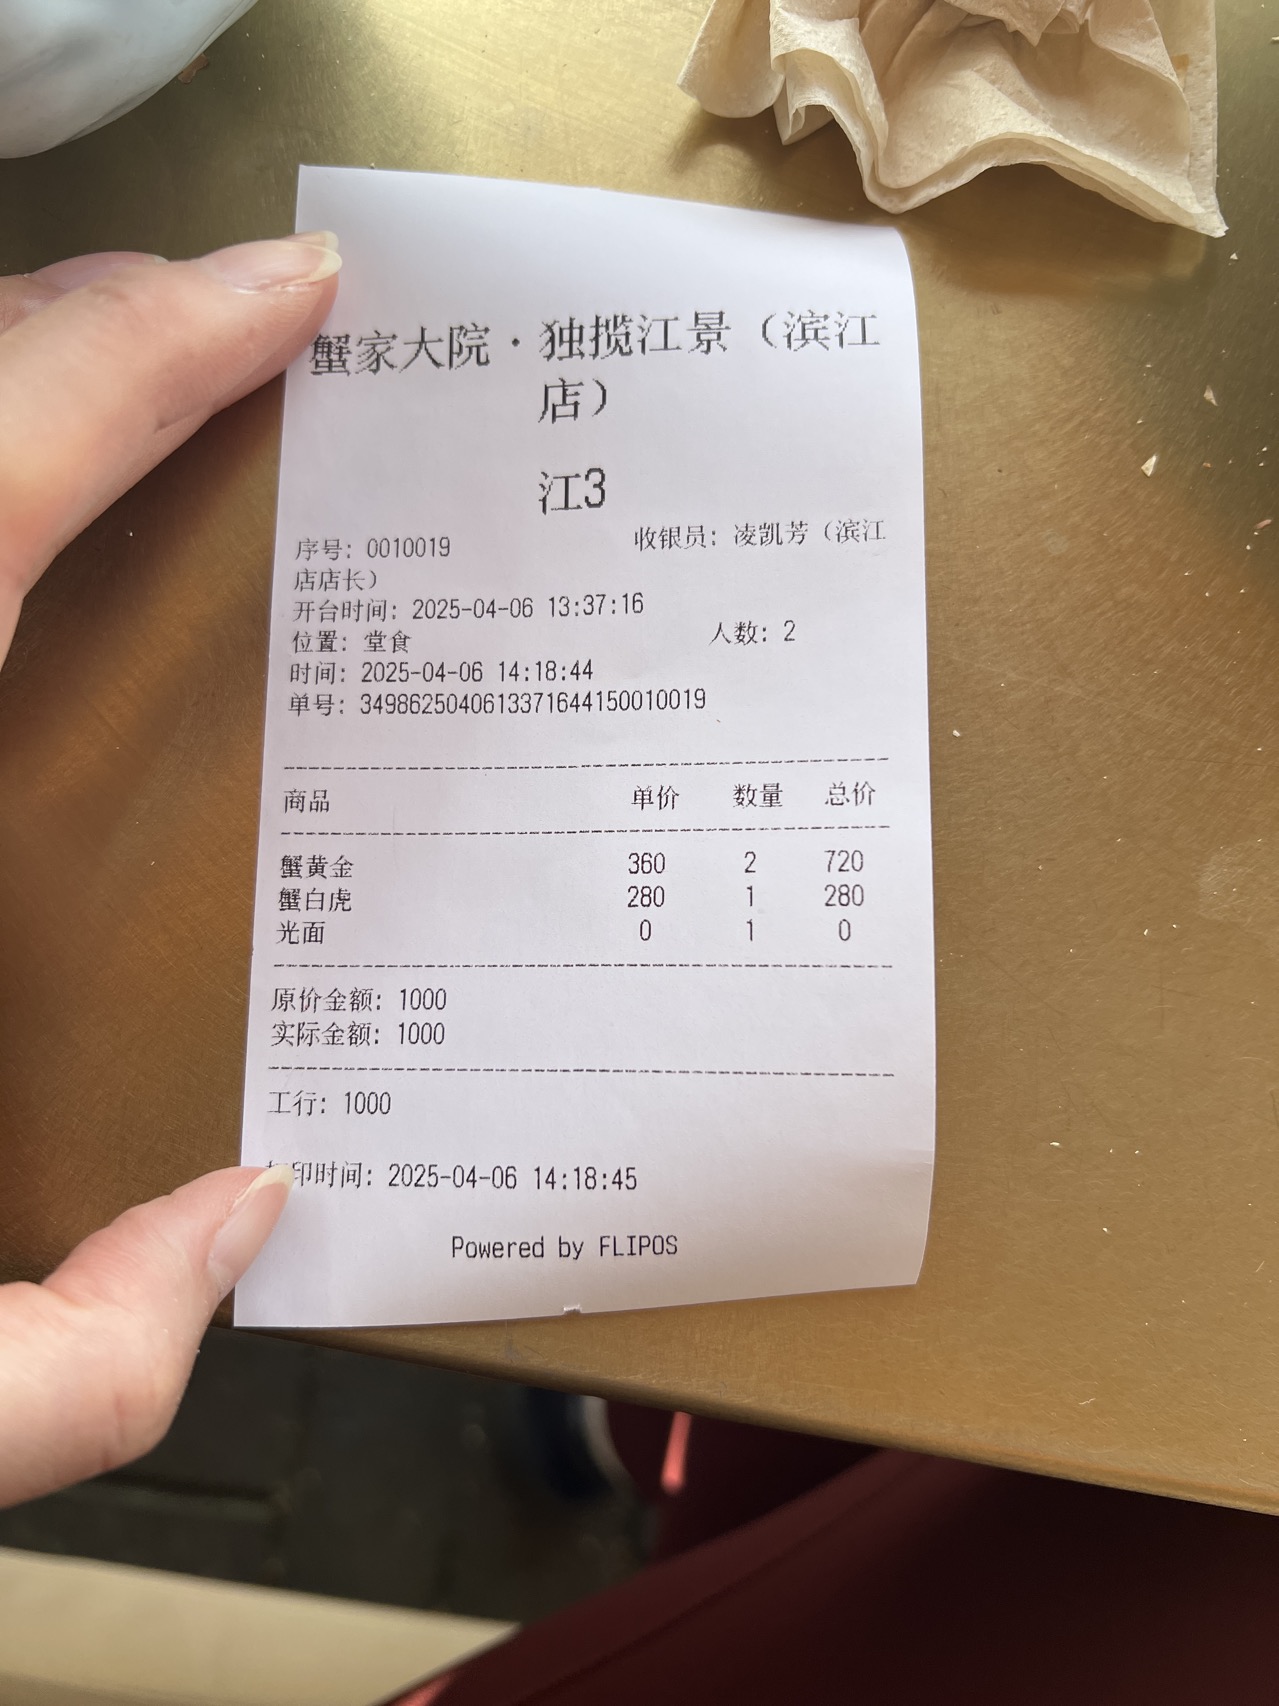 蟹家大院·独揽江景（滨江
店）
江3
序号: 0010019 收银员: 凌凯芳（滨江
店店长）
开台时间: 2025-04-06 13:37:16
位置: 堂食 人数: 2
时间: 2025-04-06 14:18:44
单号: 3498625040613371644150010019
商品 单价 数量 总价
蟹黄金 360 2 720
蟹白虎 280 1 280
光面 0 1 0
原价金额: 1000
实际金额: 1000
工行: 1000
打印时间: 2025-04-06 14:18:45
Powered by FLIPOS